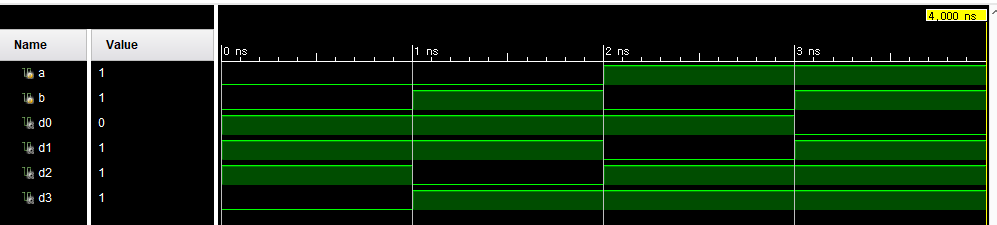 4,000 ns
Name Value
0 ns 1 ns 2 ns 3 ns
a 1
b 1
d0 0
d1 1
d2 1
d3 1